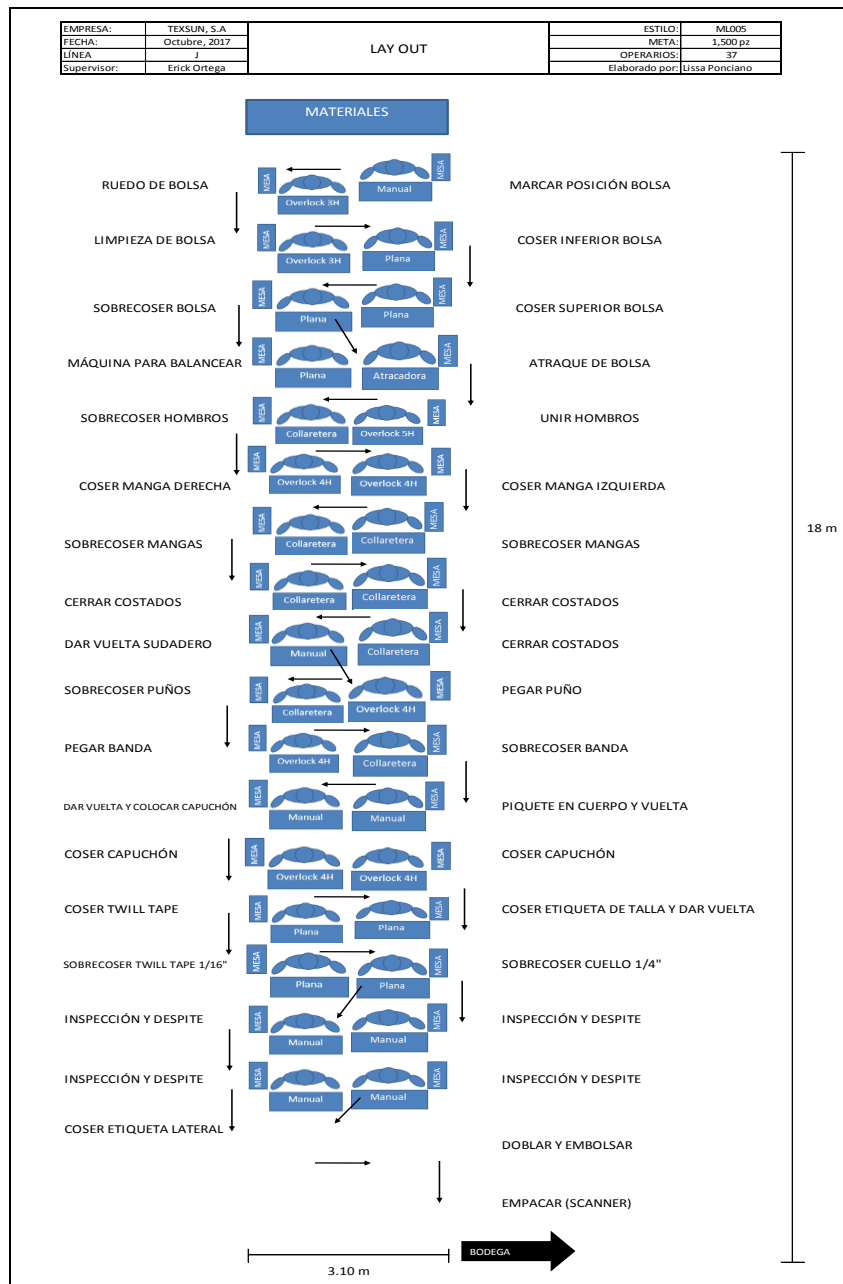 EMPRESA: TEXSUN, S.A LAY OUT ESTILO: ML005
FECHA: Octubre, 2017 META: 1,500 pz
LÍNEA J OPERARIOS: 37
Supervisor: Erick Ortega Elaborado por: Lissa Ponciano
MATERIALES
RUEDO DE BOLSA MESA Overlock 3H Manual MESA MARCAR POSICIÓN BOLSA
LIMPIEZA DE BOLSA MESA Overlock 3H Plana MESA COSER INFERIOR BOLSA
SOBRECOSER BOLSA MESA Plana Plana MESA COSER SUPERIOR BOLSA
MÁQUINA PARA BALANCEAR MESA Plana Atracadora MESA ATRAQUE DE BOLSA
SOBRECOSER HOMBROS MESA Collaretera Overlock 5H MESA UNIR HOMBROS
COSER MANGA DERECHA MESA Overlock 4H Overlock 4H MESA COSER MANGA IZQUIERDA
SOBRECOSER MANGAS MESA Collaretera Collaretera MESA SOBRECOSER MANGAS
18 m
CERRAR COSTADOS MESA Collaretera Collaretera MESA CERRAR COSTADOS
DAR VUELTA SUDADERO MESA Manual Collaretera MESA CERRAR COSTADOS
SOBRECOSER PUÑOS MESA Collaretera Overlock 4H MESA PEGAR PUÑO
PEGAR BANDA MESA Overlock 4H Collaretera MESA SOBRECOSER BANDA
DAR VUELTA Y COLOCAR CAPUCHÓN MESA Manual Manual MESA PIQUETE EN CUERPO Y VUELTA
COSER CAPUCHÓN MESA Overlock 4H Overlock 4H MESA COSER CAPUCHÓN
COSER TWILL TAPE MESA Plana Plana MESA COSER ETIQUETA DE TALLA Y DAR VUELTA
SOBRECOSER TWILL TAPE 1/16" MESA Plana Plana MESA SOBRECOSER CUELLO 1/4"
INSPECCIÓN Y DESPITE MESA Manual Manual MESA INSPECCIÓN Y DESPITE
INSPECCIÓN Y DESPITE MESA Manual Manual MESA INSPECCIÓN Y DESPITE
COSER ETIQUETA LATERAL
DOBLAR Y EMBOLSAR
EMPACAR (SCANNER)
BODEGA
3.10 m